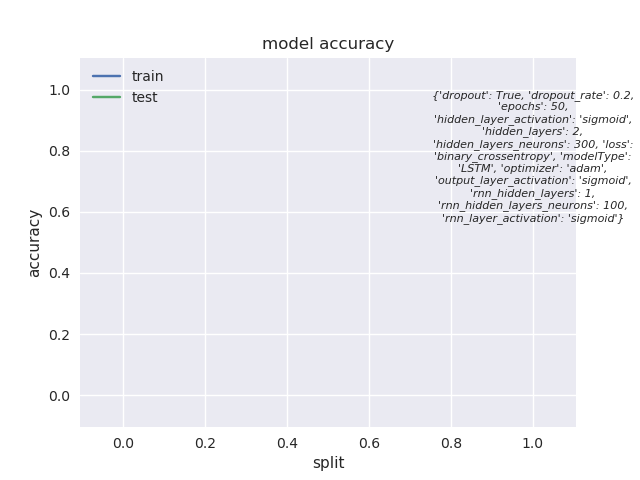 model accuracy
train
test
{'dropout': True, 'dropout_rate': 0.2,
'epochs': 50,
'hidden_layer_activation': 'sigmoid',
'hidden_layers': 2,
'hidden_layers_neurons': 300, 'loss':
'binary_crossentropy', 'modelType':
'LSTM', 'optimizer': 'adam',
'output_layer_activation': 'sigmoid',
'rnn_hidden_layers': 1,
'rnn_hidden_layers_neurons': 100,
'rnn_layer_activation': 'sigmoid'}
accuracy
1.0
0.8
0.6
0.4
0.2
0.0
0.0 0.2 0.4 0.6 0.8 1.0
split